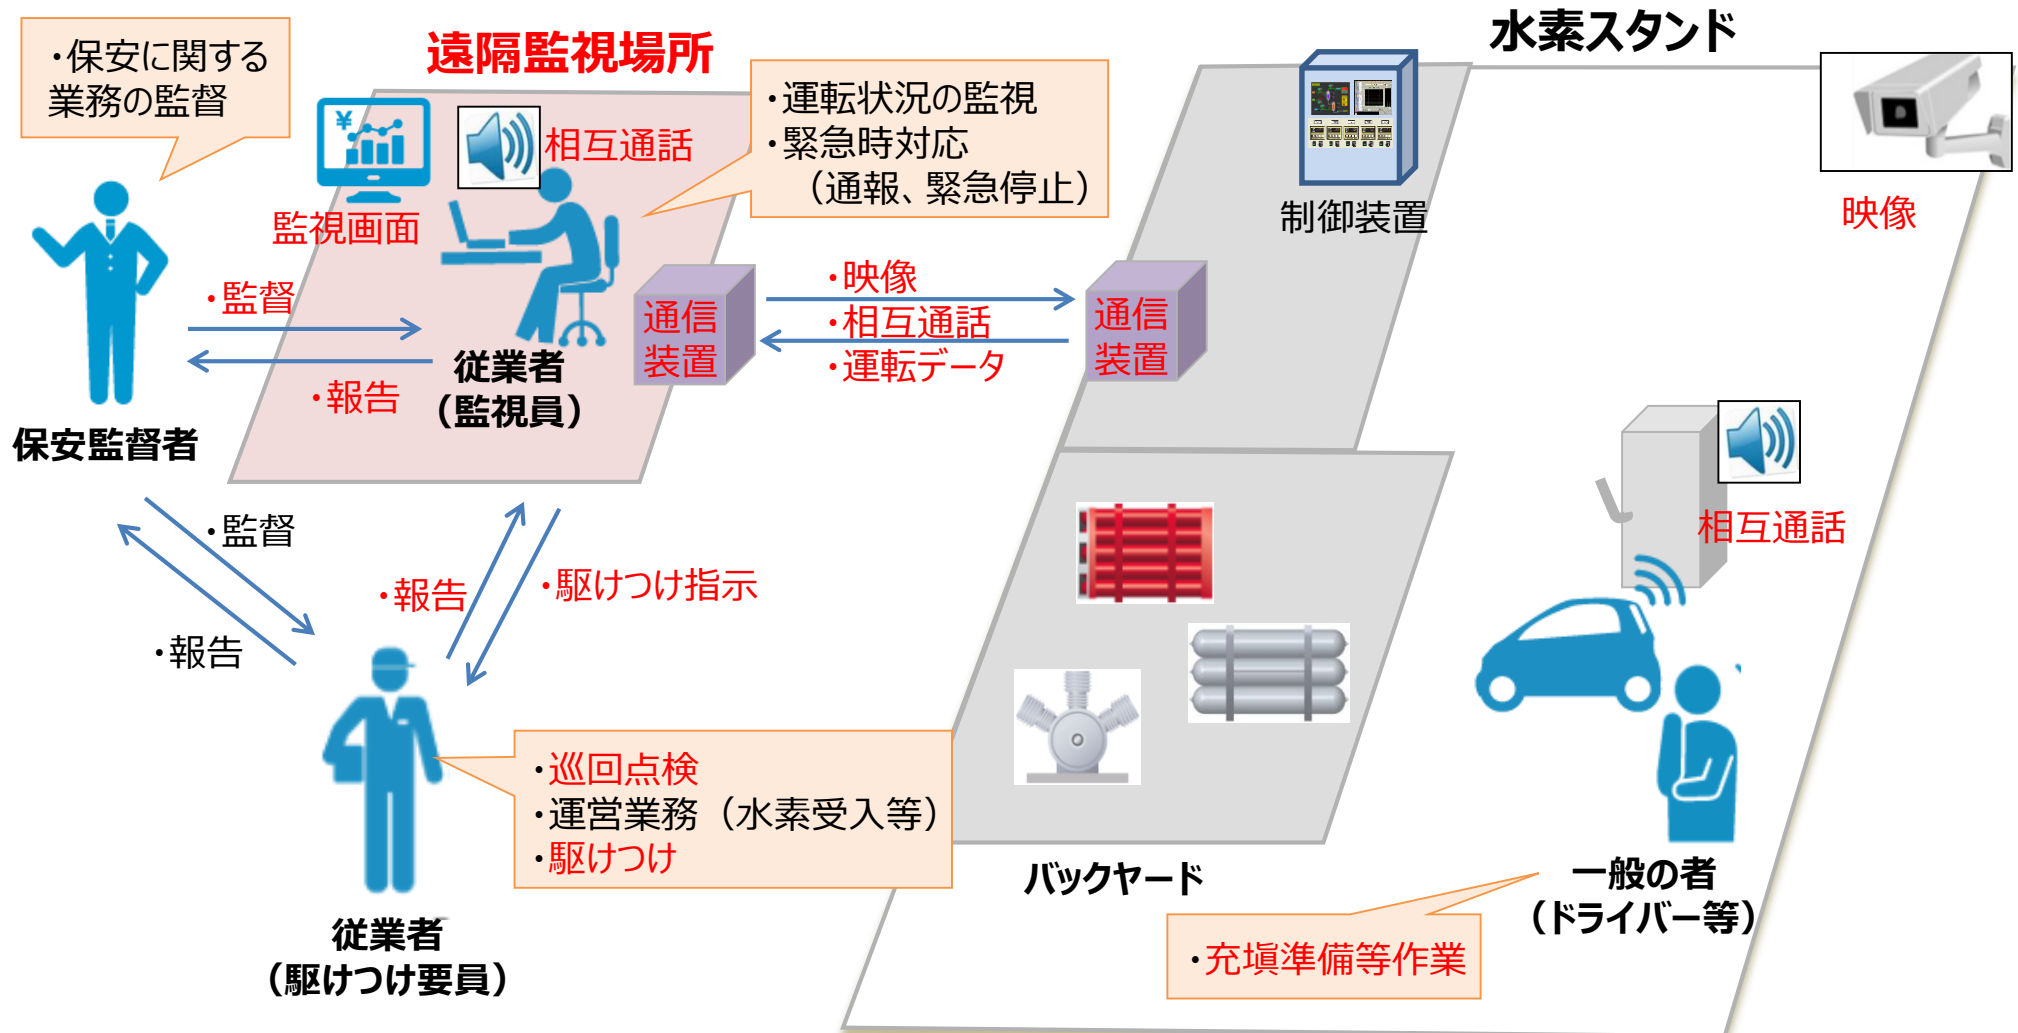 水素スタンド
遠隔監視場所
・保安に関する
業務の監督
¥
相互通話
・運転状況の監視
・緊急時対応
（通報、緊急停止）
監視画面
制御装置
映像
・監督
・報告
従業者
（監視員）
通信
装置
・映像
・相互通話
・運転データ
通信
装置
保安監督者
・監督
・報告
・報告
・駆けつけ指示
相互通話
・巡回点検
・運営業務（水素受入等）
・駆けつけ
従業者
（駆けつけ要員）
バックヤード
一般の者
（ドライバー等）
・充塡準備等作業